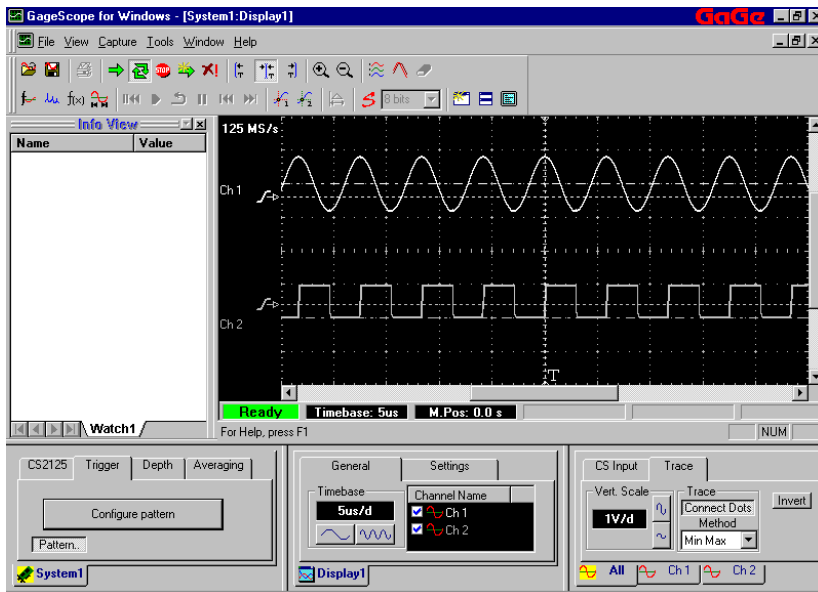 GageScope for Windows - [System1:Display1]
GaGe
File View Capture Tools Window Help
f(x)
8 bits
Info View
Name Value
125 MS/s
Ch 1
Ch 2
T
Ready Timebase: 5us M.Pos: 0.0 s
Watch1
For Help, press F1
NUM
CS2125 Trigger Depth Averaging
Configure pattern
Pattern..
System1
General Settings
Timebase
5us/d
Channel Name
Ch 1
Ch 2
Display1
CS Input Trace
Vert. Scale
1V/d
Trace
Connect Dots
Method
Min Max
Invert
All Ch 1 Ch 2